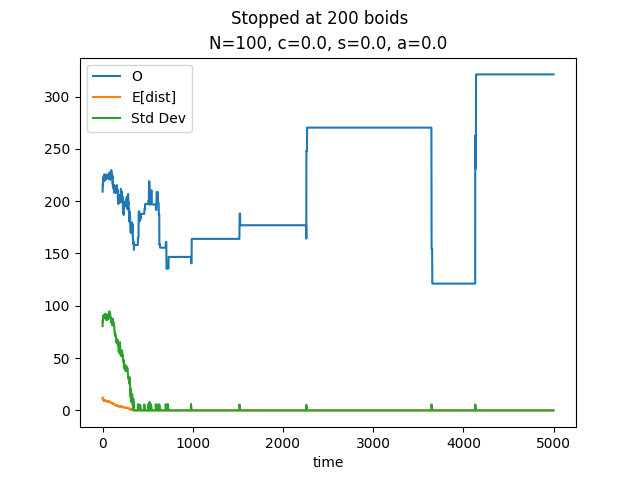 Stopped at 200 boids
N=100, c=0.0, s=0.0, a=0.0
O
E[dist]
Std Dev
300
250
200
150
100
50
0
0 1000 2000 3000 4000 5000
time